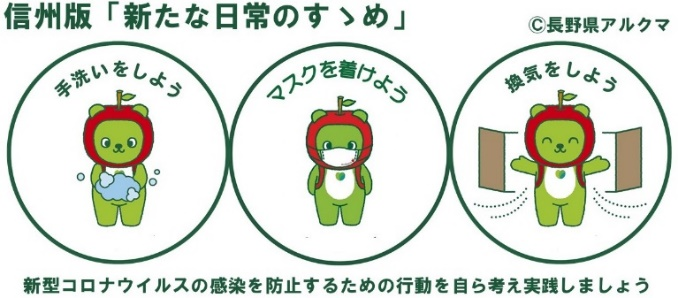 信州版「新たな日常のすゝめ」
©長野県アルクマ
手洗いをしよう
マスクを着けよう
換気をしよう
新型コロナウイルスの感染を防止するための行動を自ら考え実践しましょう